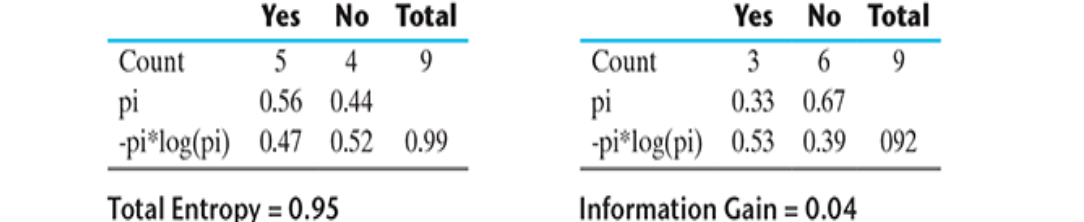 Yes No Total
Count 5 4 9
pi 0.56 0.44
-pi*log(pi) 0.47 0.52 0.99
Total Entropy = 0.95
Yes No Total
Count 3 6 9
pi 0.33 0.67
-pi*log(pi) 0.53 0.39 092
Information Gain = 0.04